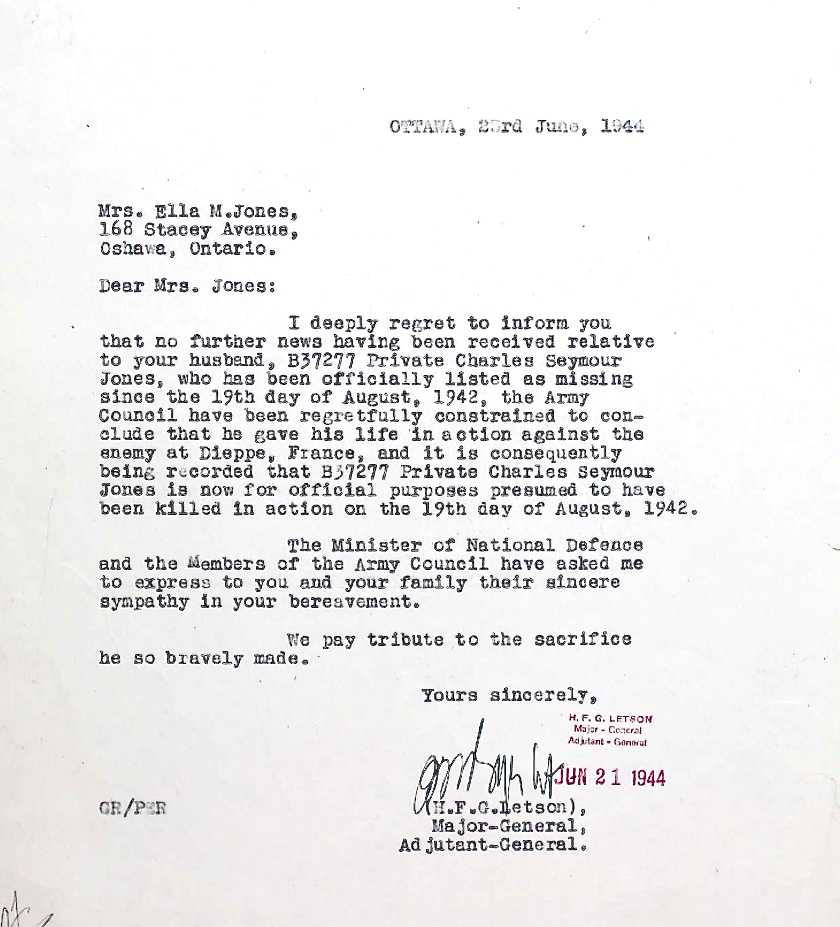 OTTAWA, 23rd June, 1944
Mrs. Ella M.Jones,
168 Stacey Avenue,
Oshawa, Ontario.
Dear Mrs. Jones:
I deeply regret to inform you
that no further news having been received relative
to your husband, B37277 Private Charles Seymour
Jones, who has been officially listed as missing
since the 19th day of August, 1942, the Army
Council have been regretfully constrained to con-
clude that he gave his life in action against the
enemy at Dieppe, France, and it is consequently
being recorded that B37277 Private Charles Seymour
Jones is now for official purposes presumed to have
been killed in action on the 19th day of August, 1942.
The Minister of National Defence
and the Members of the Army Council have asked me
to express to you and your family their sincere
sympathy in your bereavement.
We pay tribute to the sacrifice
he so bravely made.
Yours sincerely,
H. F. G. LETSON
Major - General
Adjutant - General
JUN 21 1944
(H.F.G.Letson),
Major-General,
Adjutant-General.